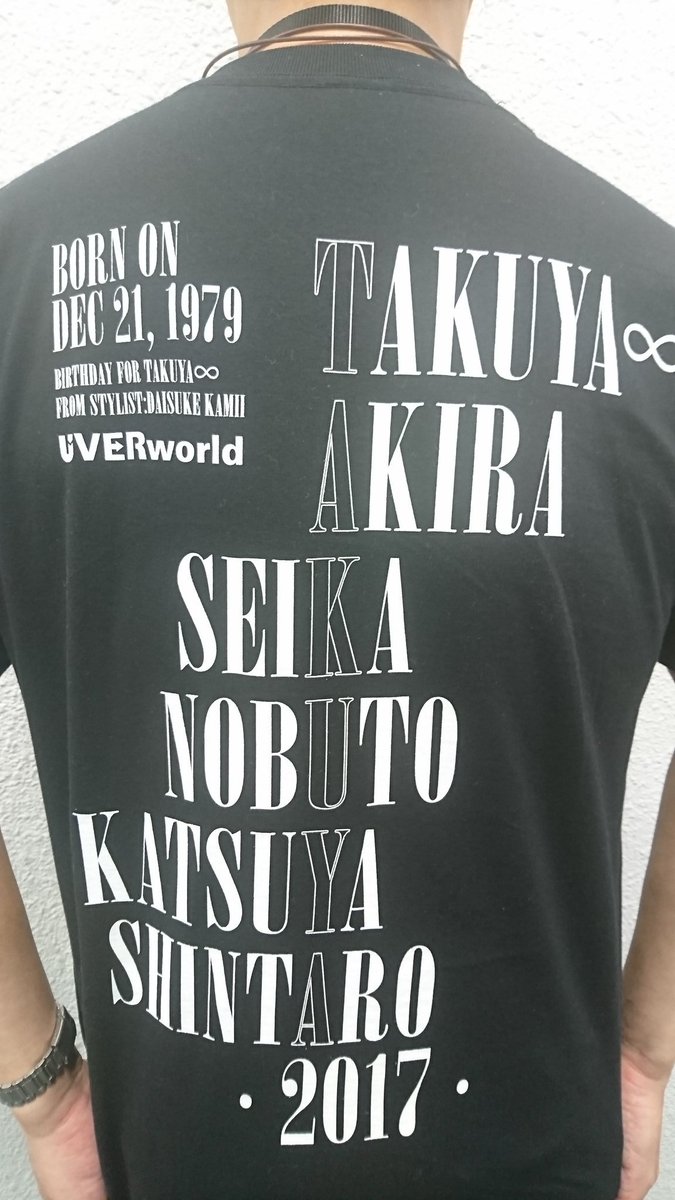 BORN ON
DEC 21, 1979
BIRTHDAY FOR TAKUYA∞
FROM STYLIST:DAISUKE KAMII
UVERworld
TAKUYA∞
AKIRA
SEIKA
NOBUTO
KATSUYA
SHINTARO
·2017·